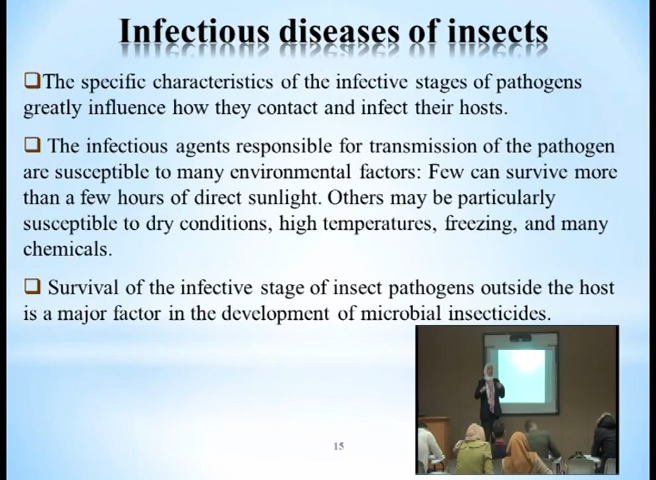 Infectious diseases of insects
❑The specific characteristics of the infective stages of pathogens
greatly influence how they contact and infect their hosts.
❑ The infectious agents responsible for transmission of the pathogen
are susceptible to many environmental factors: Few can survive more
than a few hours of direct sunlight. Others may be particularly
susceptible to dry conditions, high temperatures, freezing, and many
chemicals.
❑ Survival of the infective stage of insect pathogens outside the host
is a major factor in the development of microbial insecticides.
15